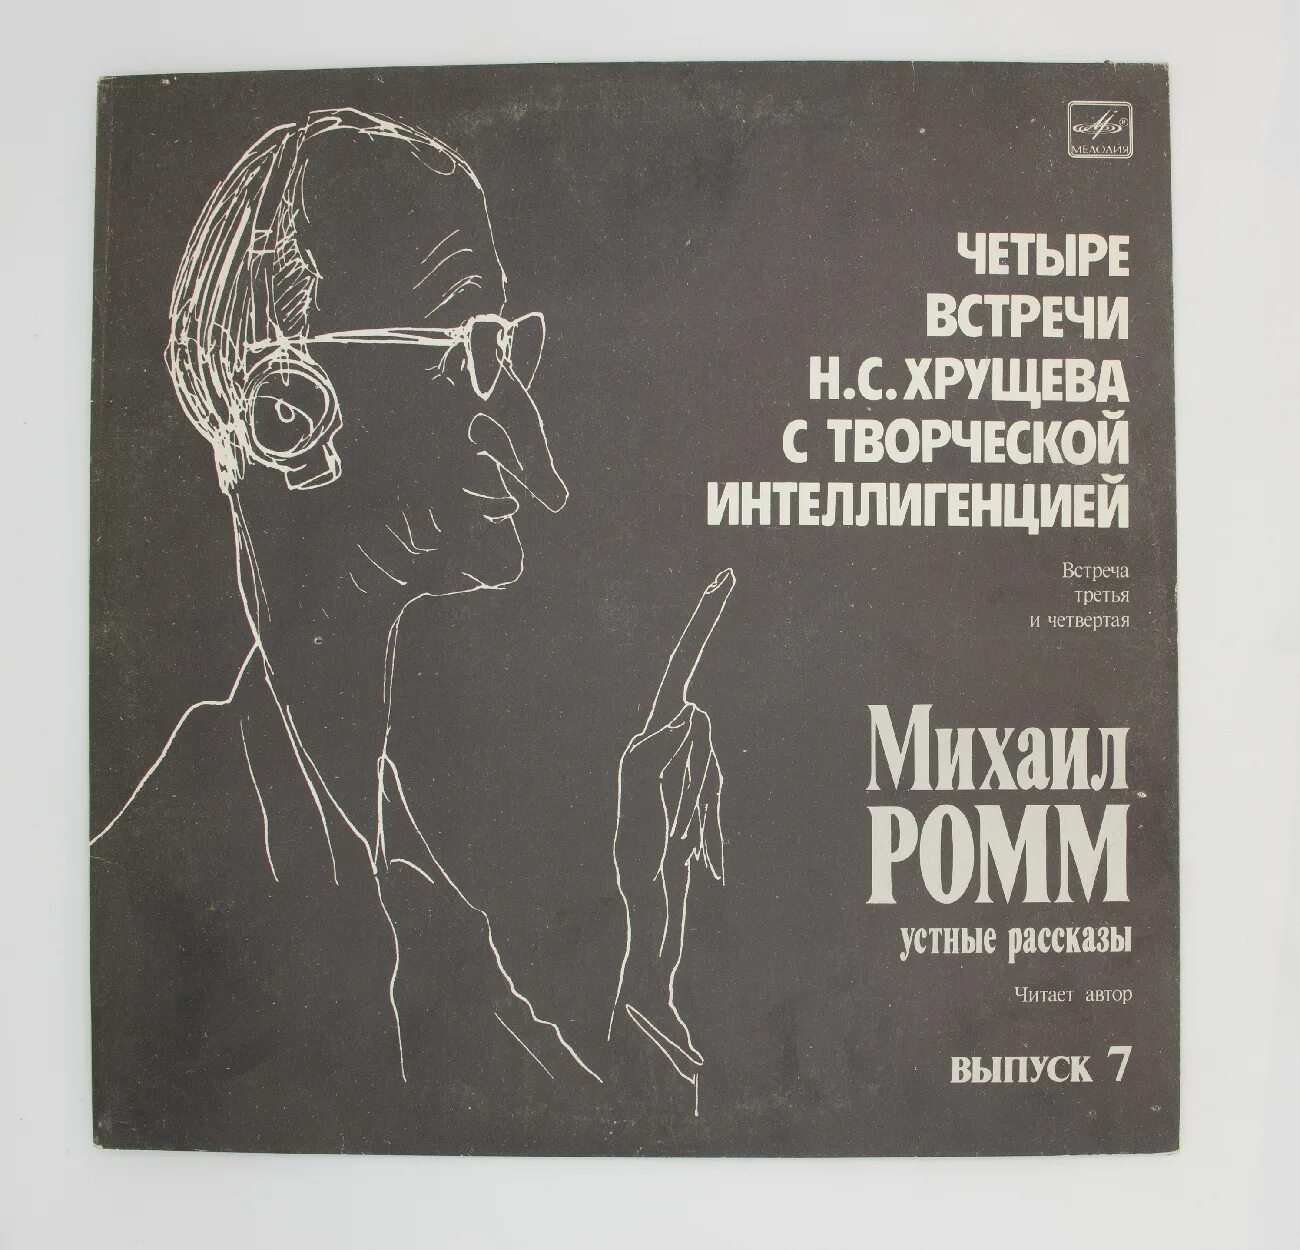 МЕЛОДИЯ
ЧЕТЫРЕ
ВСТРЕЧИ
Н.С. ХРУЩЕВА
С ТВОРЧЕСКОЙ
ИНТЕЛЛИГЕНЦИЕЙ
Встреча
третья
и четвертая
МИХАИЛ
РОММ
устные рассказы
Читает автор
ВЫПУСК 7